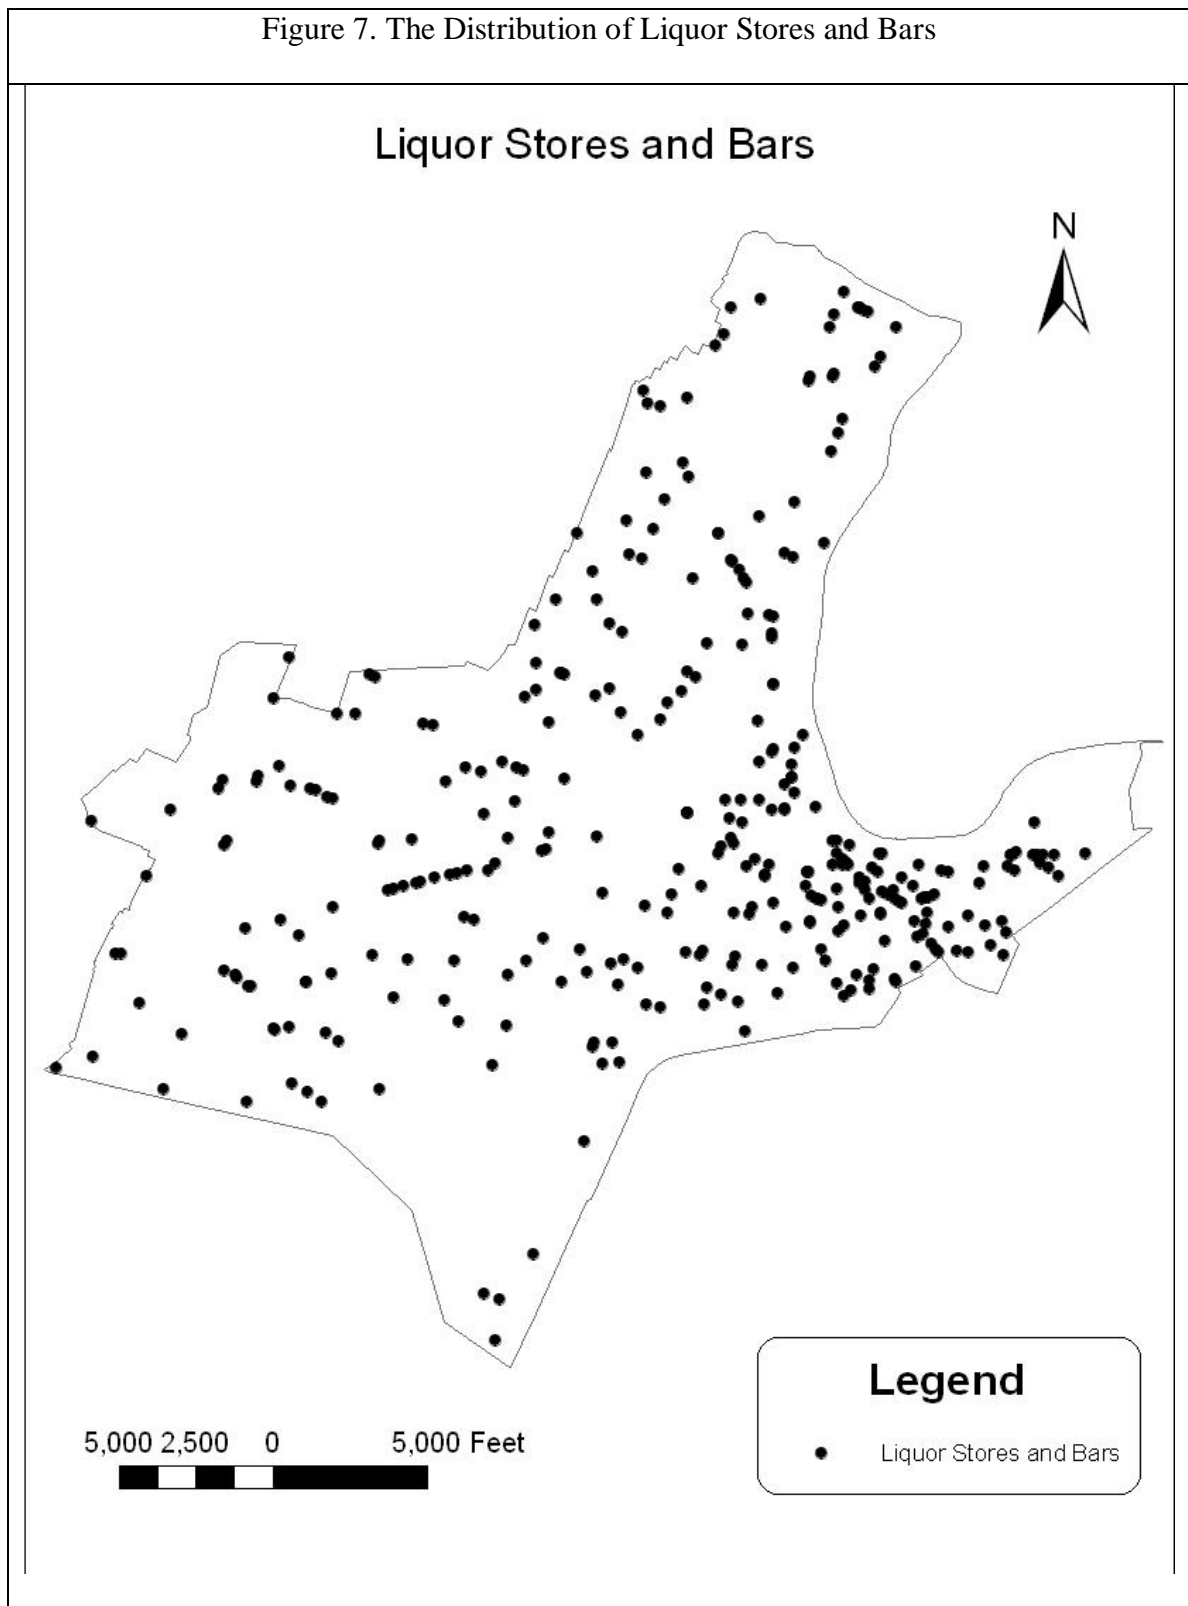 Figure 7. The Distribution of Liquor Stores and Bars
Liquor Stores and Bars
N
Legend
Liquor Stores and Bars
5,000 2,500 0 5,000 Feet